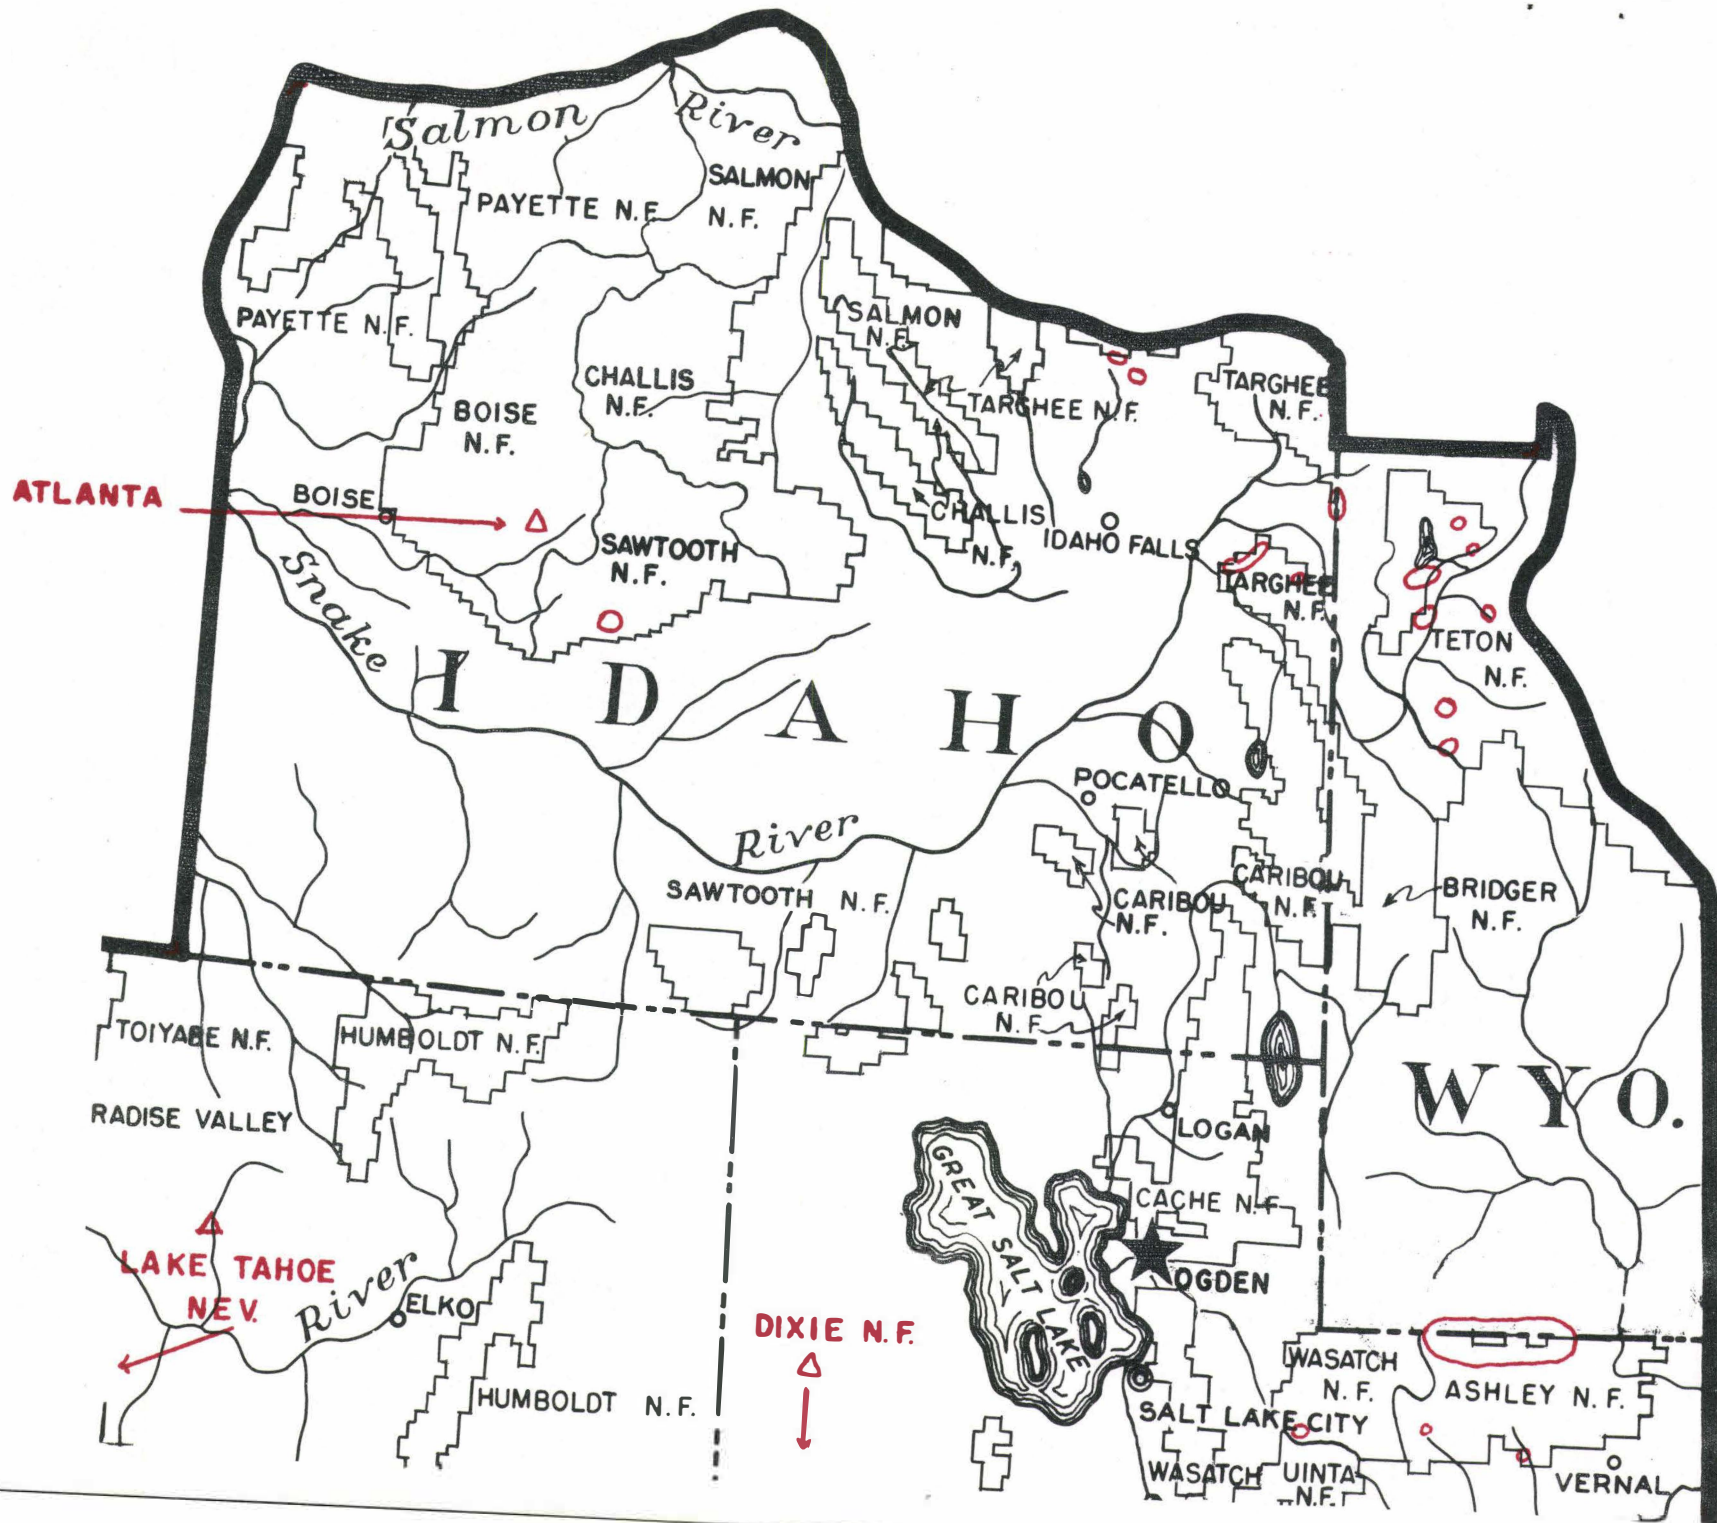 Salmon River
SALMON
N.F.
PAYETTE N.F.
PAYETTE N.F.
SALMON
N.F.
CHALLIS
N.F.
TARGHEE N.F.
TARGHEE
N.F.
BOISE
N.F.
ATLANTA
BOISE
CHALLIS
N.F.
IDAHO FALLS
SAWTOOTH
N.F.
TARGHEE
N.F.
TETON
N.F.
Snake
IDAHO
POCATELLO
River
SAWTOOTH N.F.
CARIBOU
N.F.
CARIBOU
N.F.
BRIDGER
N.F.
CARIBOU
N.F.
TOIYABE N.F.
HUMBOLDT N.F.
RADISE VALLEY
WYO.
LOGAN
GREAT SALT LAKE
CACHE N.F.
OGDEN
LAKE TAHOE
NEV.
River
ELKO
DIXIE N.F.
HUMBOLDT N.F.
WASATCH
N.F.
ASHLEY N.F.
SALT LAKE CITY
WASATCH
UINTA
N.F.
VERNAL